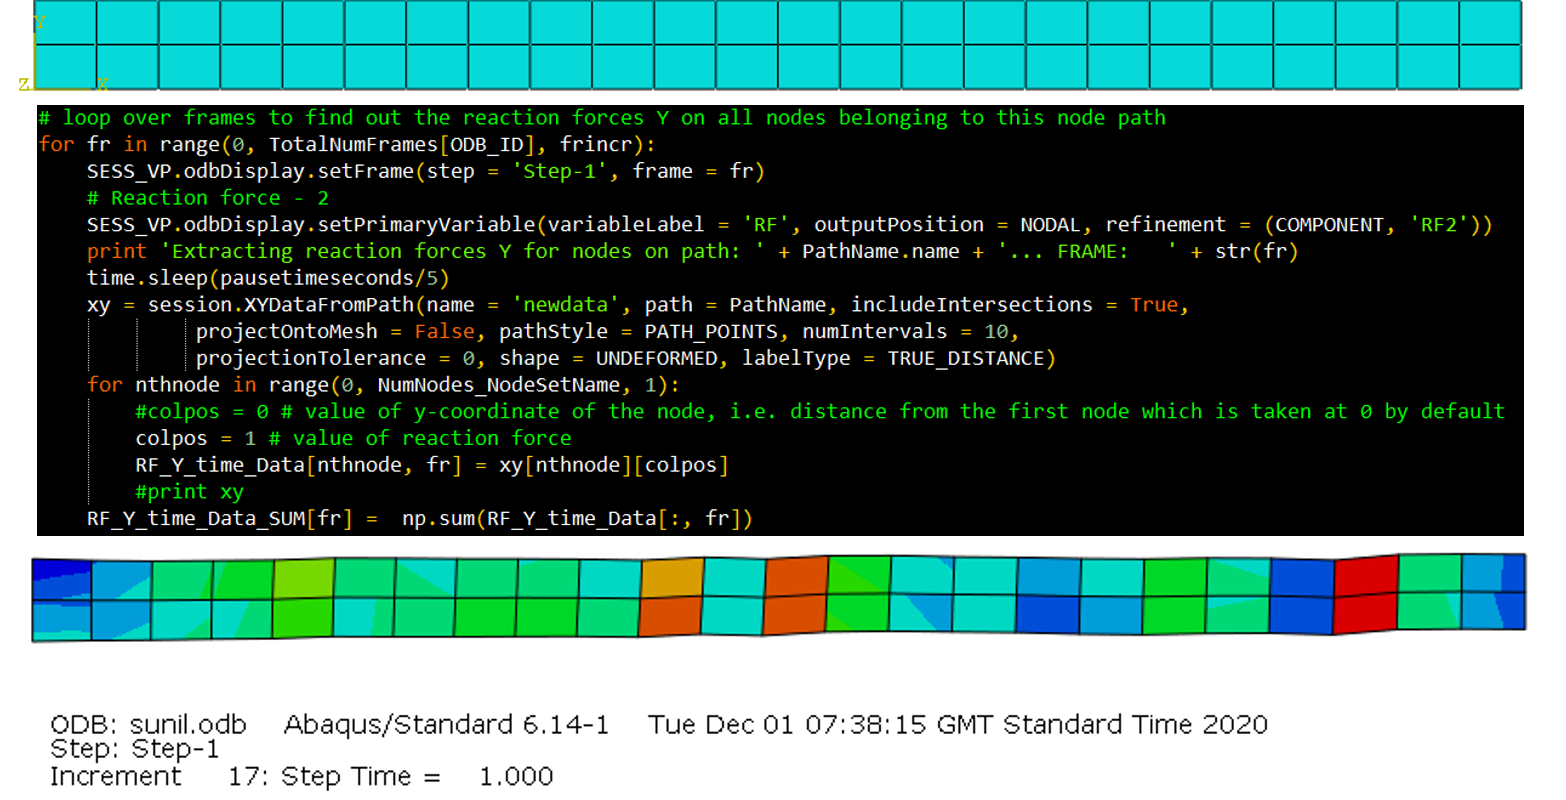 Y
Z X
# loop over frames to find out the reaction forces Y on all nodes belonging to this node path
for fr in range(0, TotalNumFrames[ODB_ID], frincr):
    SESS_VP.odbDisplay.setFrame(step = 'Step-1', frame = fr)
    # Reaction force - 2
    SESS_VP.odbDisplay.setPrimaryVariable(variableLabel = 'RF', outputPosition = NODAL, refinement = (COMPONENT, 'RF2'))
    print 'Extracting reaction forces Y for nodes on path: ' + PathName.name + '... FRAME:   ' + str(fr)
    time.sleep(pausetimeseconds/5)
    xy = session.XYDataFromPath(name = 'newdata', path = PathName, includeIntersections = True,
             projectOntoMesh = False, pathStyle = PATH_POINTS, numIntervals = 10,
             projectionTolerance = 0, shape = UNDEFORMED, labelType = TRUE_DISTANCE)
    for nthnode in range(0, NumNodes_NodeSetName, 1):
        #colpos = 0 # value of y-coordinate of the node, i.e. distance from the first node which is taken at 0 by default
        colpos = 1 # value of reaction force
        RF_Y_time_Data[nthnode, fr] = xy[nthnode][colpos]
        #print xy
    RF_Y_time_Data_SUM[fr] =  np.sum(RF_Y_time_Data[:, fr])
ODB: sunil.odb    Abaqus/Standard 6.14-1    Tue Dec 01 07:38:15 GMT Standard Time 2020
Step: Step-1
Increment    17: Step Time =    1.000